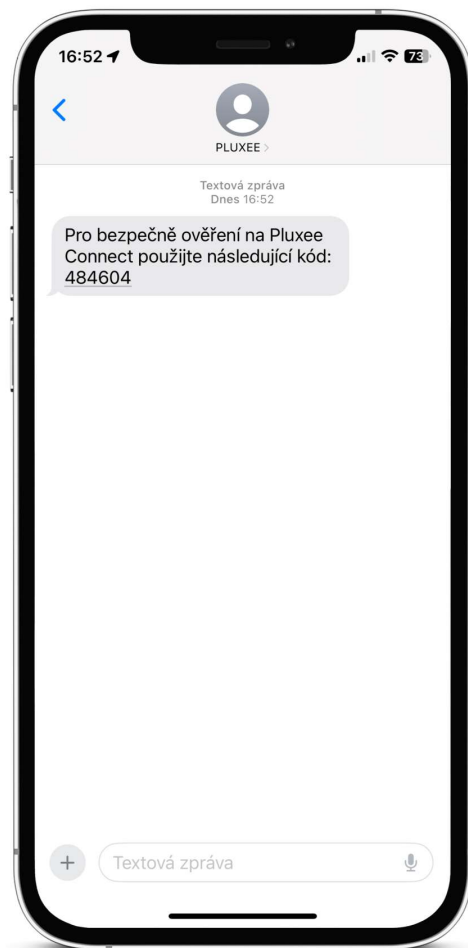 16:52
73
PLUXEE
Textová zpráva
Dnes 16:52
Pro bezpečně ověření na Pluxee
Connect použijte následující kód:
484604
Textová zpráva